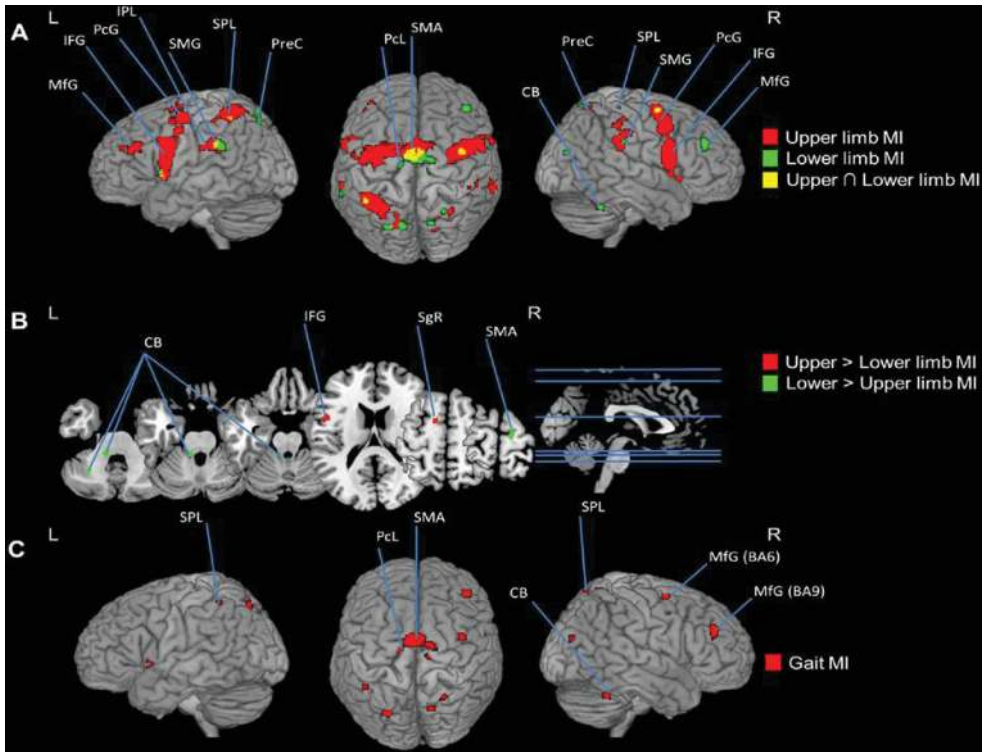 L
R
A
IPL
PcG
IFG
MfG
SMG
SPL
PreC
PcL
SMA
PreC
SPL
SMG
CB
PcG
IFG
MfG
Upper limb MI
Lower limb MI
Upper ∩ Lower limb MI
B
L
R
CB
IFG
SgR
SMA
Upper > Lower limb MI
Lower > Upper limb MI
C
L
R
SPL
PcL
SMA
SPL
CB
MfG (BA6)
MfG (BA9)
Gait MI